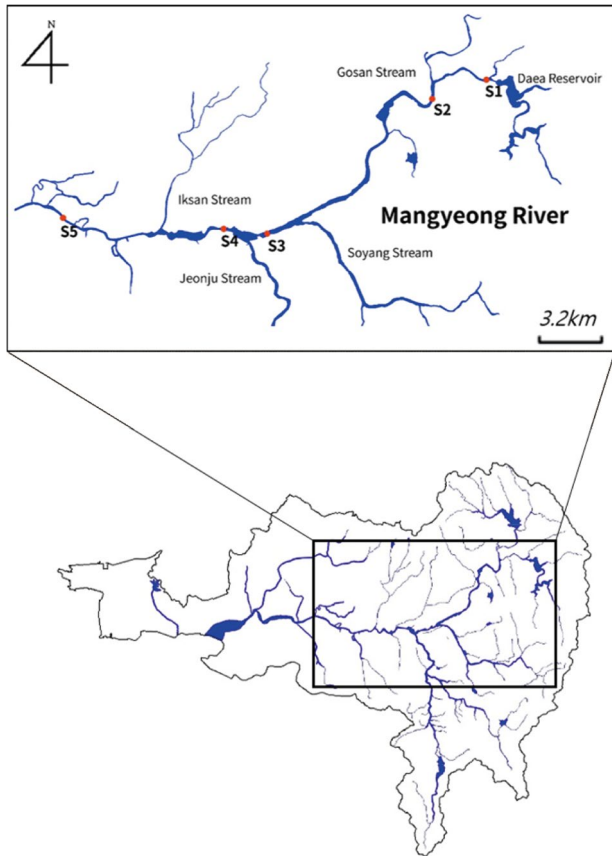 N
Gosan Stream
Daea Reservoir
S1
S2
Mangyeong River
Iksan Stream
S5
S4
S3
Soyang Stream
Jeonju Stream
3.2km